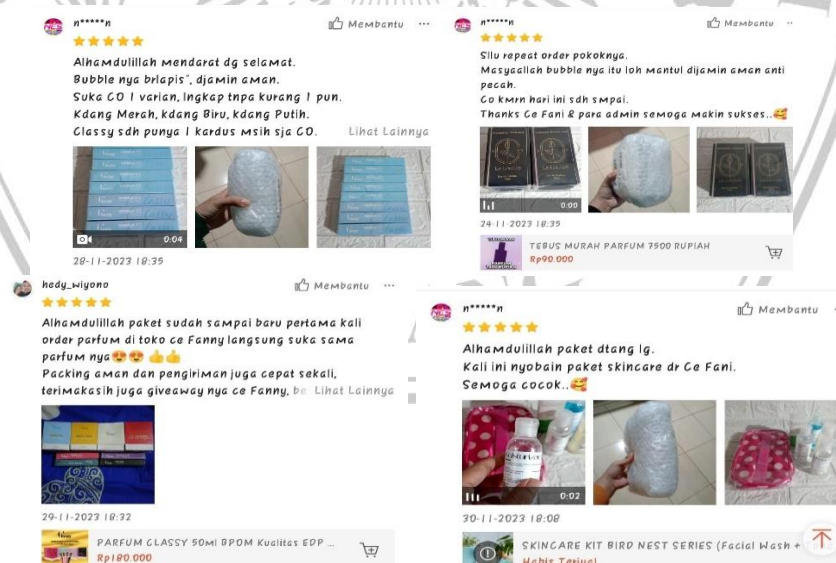 n*****n
Membantu
Alhamdulillah mendarat dg selamat.
Bubble nya brlapis", djamin aman.
Suka CO 1 varian, lngkap tnpa kurang 1 pun.
Kdang Merah, kdang Biru, kdang Putih.
Classy sdh punya 1 kardus msih sja CO. Lihat Lainnya
0:04
28-11-2023 18:35
n*****n
Membantu
Sllu repeat order pokoknya.
Masyaallah bubble nya itu loh mantul dijamin aman anti
pecah.
Co kmrn hari ini sdh smpai.
Thanks Ce Fani & para admin semoga makin sukses..🥰
0:00
24-11-2023 18:35
TEBUS MURAH PARFUM 7500 RUPIAH
Rp90.000
hedy_wiyono
Membantu
Alhamdulillah paket sudah sampai baru pertama kali
order parfum di toko ce Fanny langsung suka sama
parfum nya😍😍 👍👍
Packing aman dan pengiriman juga cepat sekali,
terimakasih juga giveaway nya ce Fanny, be Lihat Lainnya
29-11-2023 18:32
PARFUM CLASSY 50ml BPOM Kualitas EDP ...
Rp180.000
n*****n
Membantu
Alhamdulillah paket dtang lg.
Kali ini nyobain paket skincare dr Ce Fani.
Semoga cocok..🥰
0:02
30-11-2023 18:08
SKINCARE KIT BIRD NEST SERIES (Facial Wash +
Habis Terjual